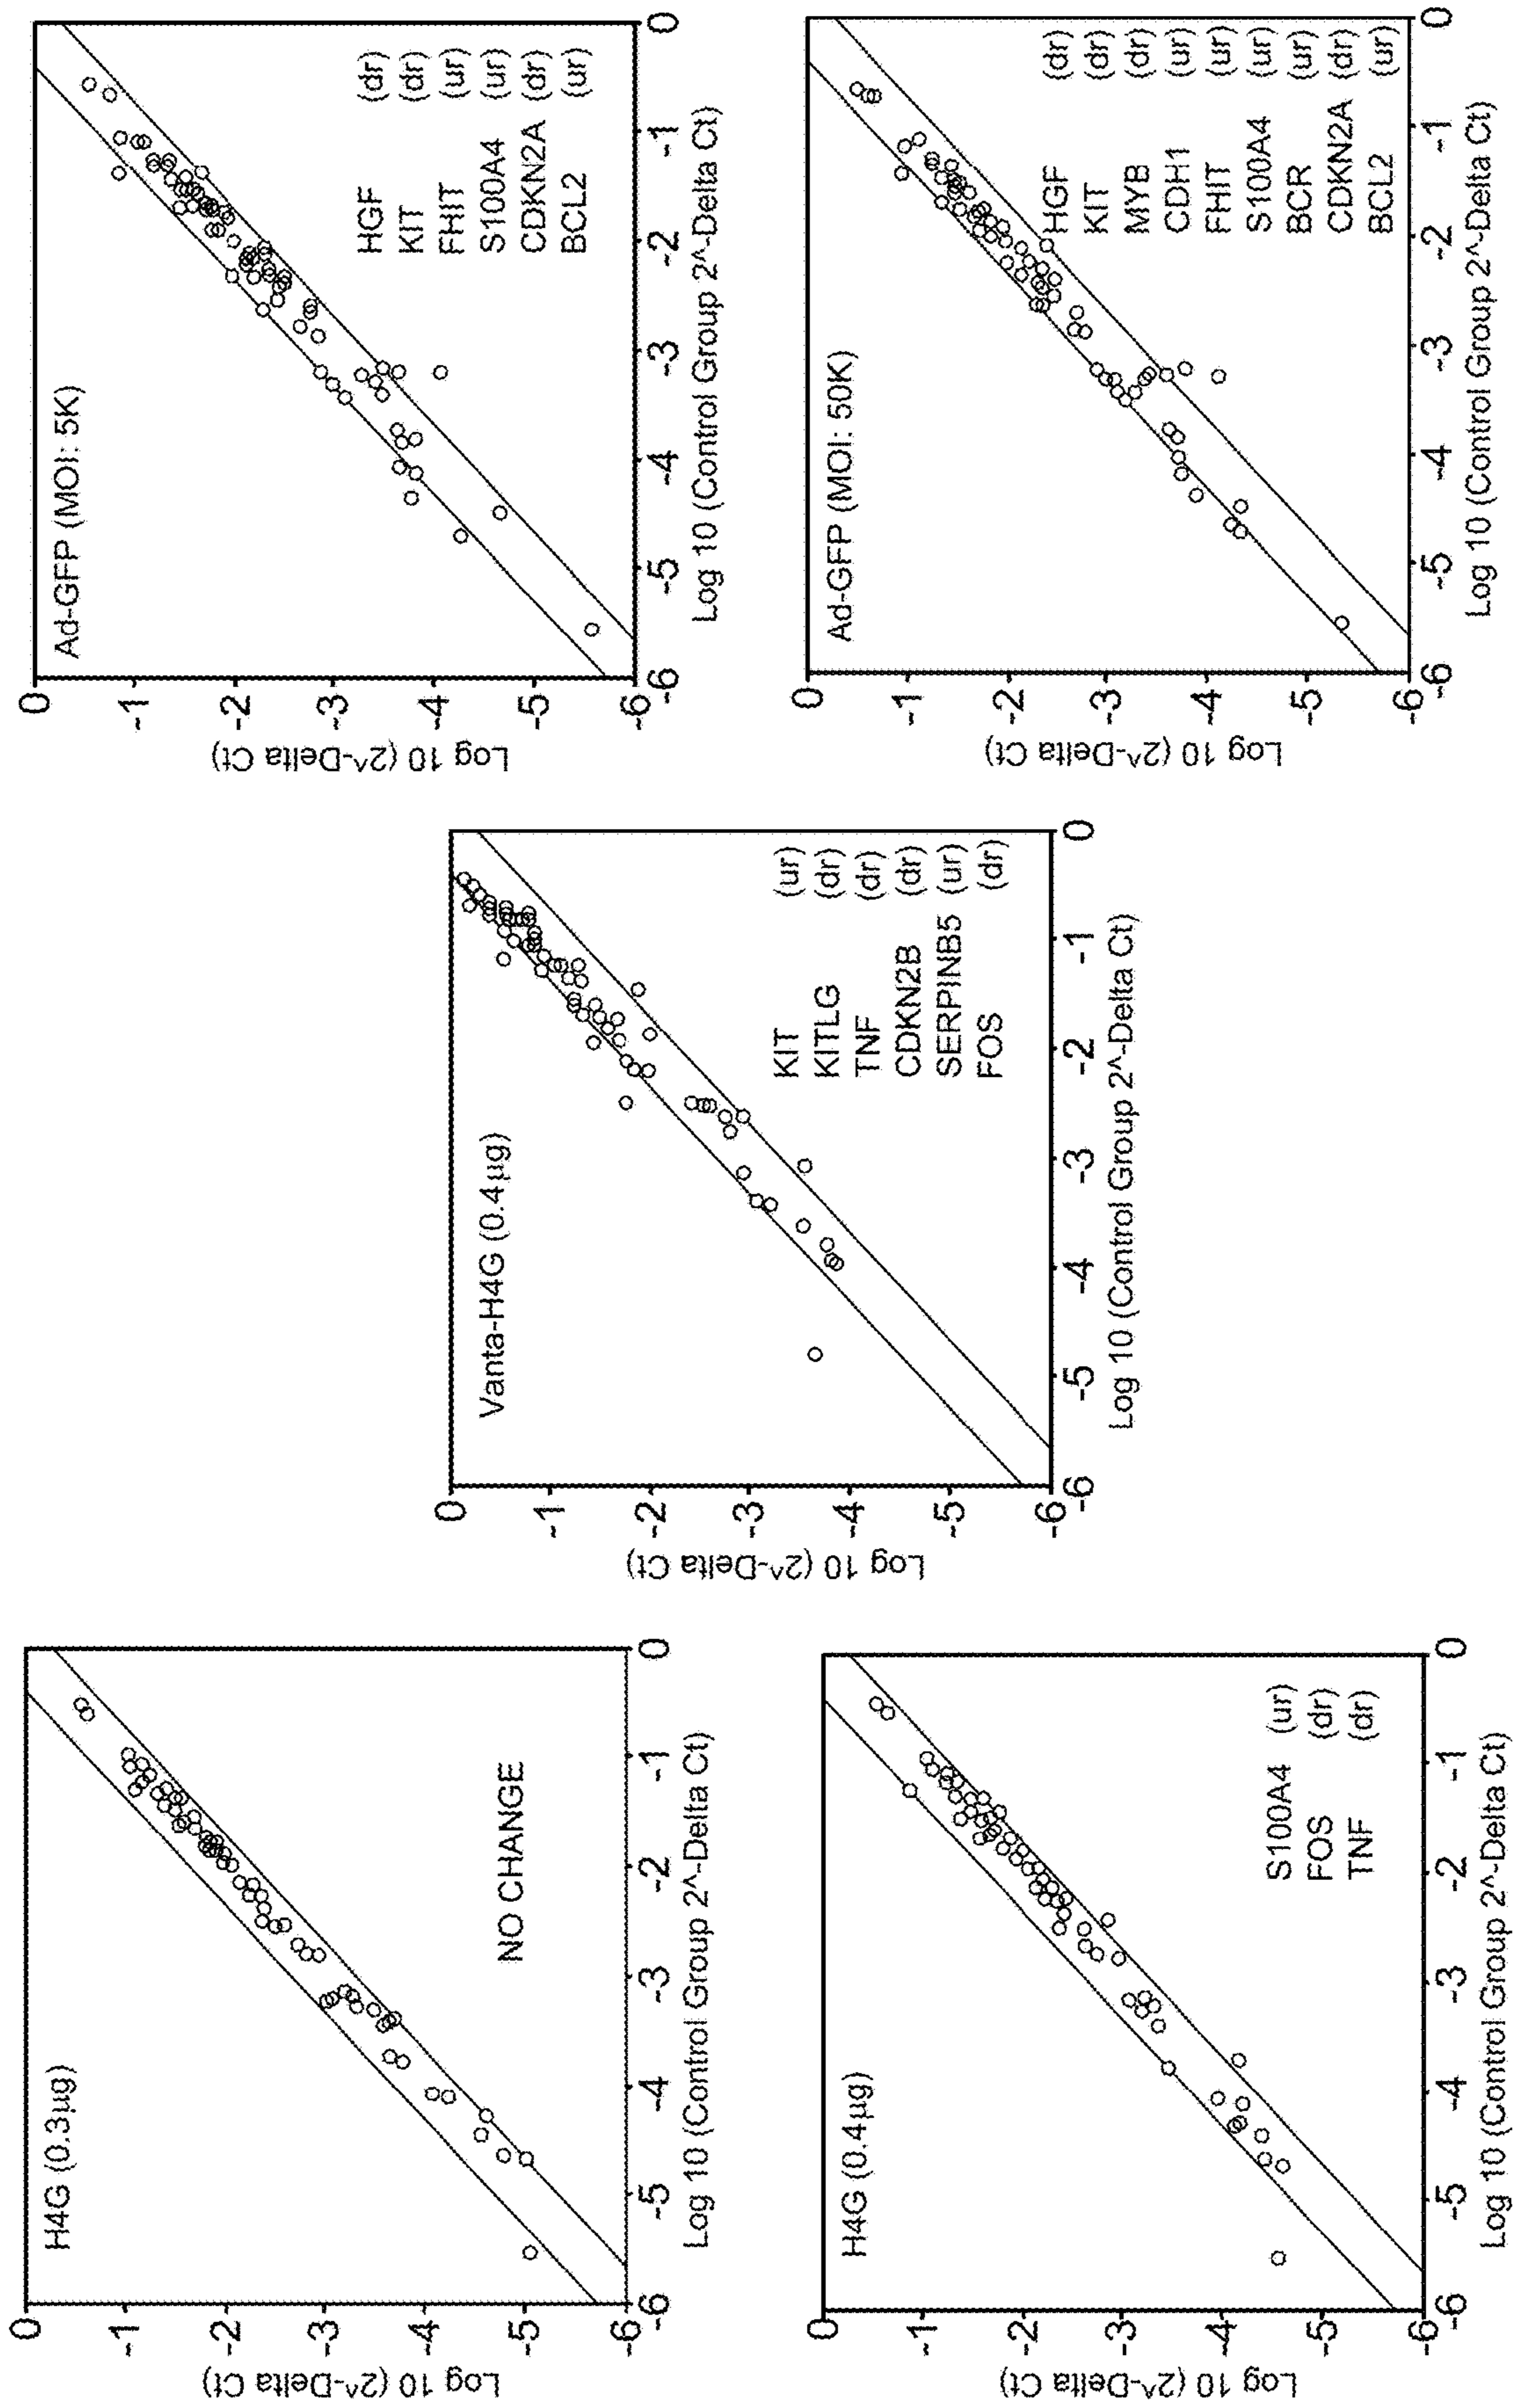 H4G (0.3µg)
NO CHANGE
0
-1
-2
-3
-4
-5
-6
Log 10 (2^-Delta Ct)
-6
-5
-4
-3
-2
-1
0
Log 10 (Control Group 2^-Delta Ct)
H4G (0.4µg)
S100A4 (ur)
FOS (dr)
TNF (dr)
0
-1
-2
-3
-4
-5
-6
Log 10 (2^-Delta Ct)
-6
-5
-4
-3
-2
-1
0
Log 10 (Control Group 2^-Delta Ct)
Vanta-H4G (0.4µg)
KIT (ur)
KITLG (dr)
TNF (dr)
CDKN2B (dr)
SERPINB5 (ur)
FOS (dr)
0
-1
-2
-3
-4
-5
-6
Log 10 (2^-Delta Ct)
-6
-5
-4
-3
-2
-1
0
Log 10 (Control Group 2^-Delta Ct)
Ad-GFP (MOI: 5K)
HGF (dr)
KIT (dr)
FHIT (ur)
S100A4 (ur)
CDKN2A (dr)
BCL2 (ur)
0
-1
-2
-3
-4
-5
-6
Log 10 (2^-Delta Ct)
-6
-5
-4
-3
-2
-1
0
Log 10 (Control Group 2^-Delta Ct)
Ad-GFP (MOI: 50K)
HGF (dr)
KIT (dr)
MYB (dr)
CDH1 (ur)
FHIT (ur)
S100A4 (ur)
BCR (ur)
CDKN2A (dr)
BCL2 (ur)
0
-1
-2
-3
-4
-5
-6
Log 10 (2^-Delta Ct)
-6
-5
-4
-3
-2
-1
0
Log 10 (Control Group 2^-Delta Ct)